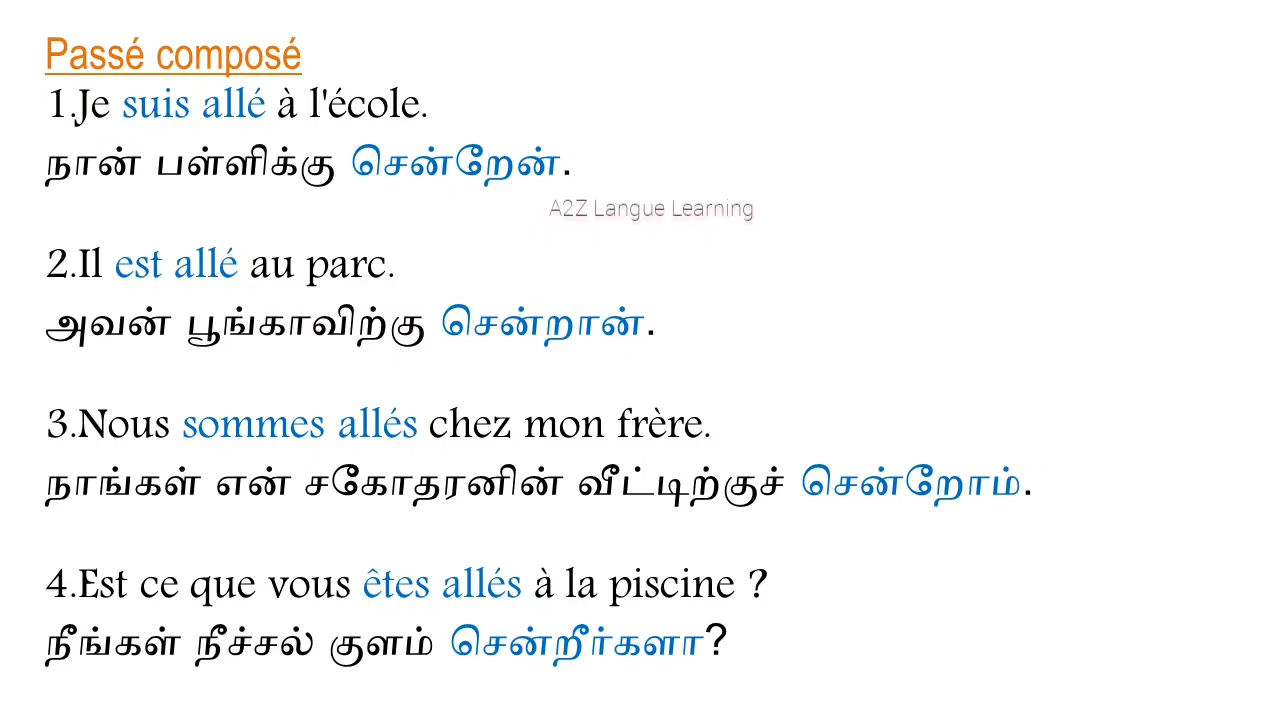 Passé composé
1.Je suis allé à l'école.
நான் பள்ளிக்கு சென்றேன்.
A2Z Langue Learning
2.Il est allé au parc.
அவன் பூங்காவிற்கு சென்றான்.
3.Nous sommes allés chez mon frère.
நாங்கள் என் சகோதரனின் வீட்டிற்குச் சென்றோம்.
4.Est ce que vous êtes allés à la piscine ?
நீங்கள் நீச்சல் குளம் சென்றீர்களா?